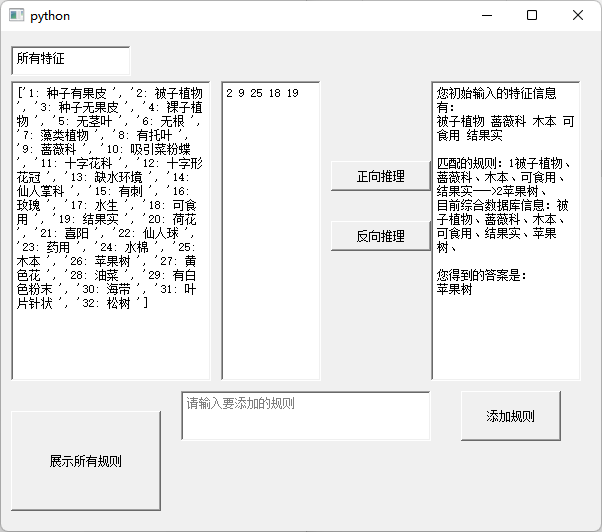 python
所有特征
['1: 种子有果皮 ', '2: 被子植物
', '3: 种子无果皮 ', '4: 裸子植
物 ', '5: 无茎叶 ', '6: 无根 ',
'7: 藻类植物 ', '8: 有托叶 ',
'9: 蔷薇科 ', '10: 吸引菜粉蝶
', '11: 十字花科 ', '12: 十字形
花冠 ', '13: 缺水环境 ', '14:
仙人掌科 ', '15: 有刺 ', '16:
玫瑰 ', '17: 水生 ', '18: 可食
用 ', '19: 结果实 ', '20: 荷花
', '21: 喜阳 ', '22: 仙人球 ',
'23: 药用 ', '24: 水棉 ', '25:
木本 ', '26: 苹果树 ', '27: 黄
色花 ', '28: 油菜 ', '29: 有白
色粉末 ', '30: 海带 ', '31: 叶
片针状 ', '32: 松树 ']
2 9 25 18 19
正向推理
反向推理
您初始输入的特征信息
有：
被子植物 蔷薇科 木本 可
食用 结果实

匹配的规则：1被子植物、
蔷薇科、木本、可食用、
结果实--->2苹果树、
目前综合数据库信息：被
子植物、蔷薇科、木本、
可食用、结果实、苹果
树、

您得到的答案是：
苹果树
请输入要添加的规则
添加规则
展示所有规则